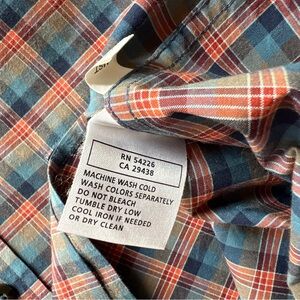 RN 54226
CA 29438
MACHINE WASH COLD
WASH COLORS SEPARATELY
DO NOT BLEACH
TUMBLE DRY LOW
COOL IRON IF NEEDED
OR DRY CLEAN